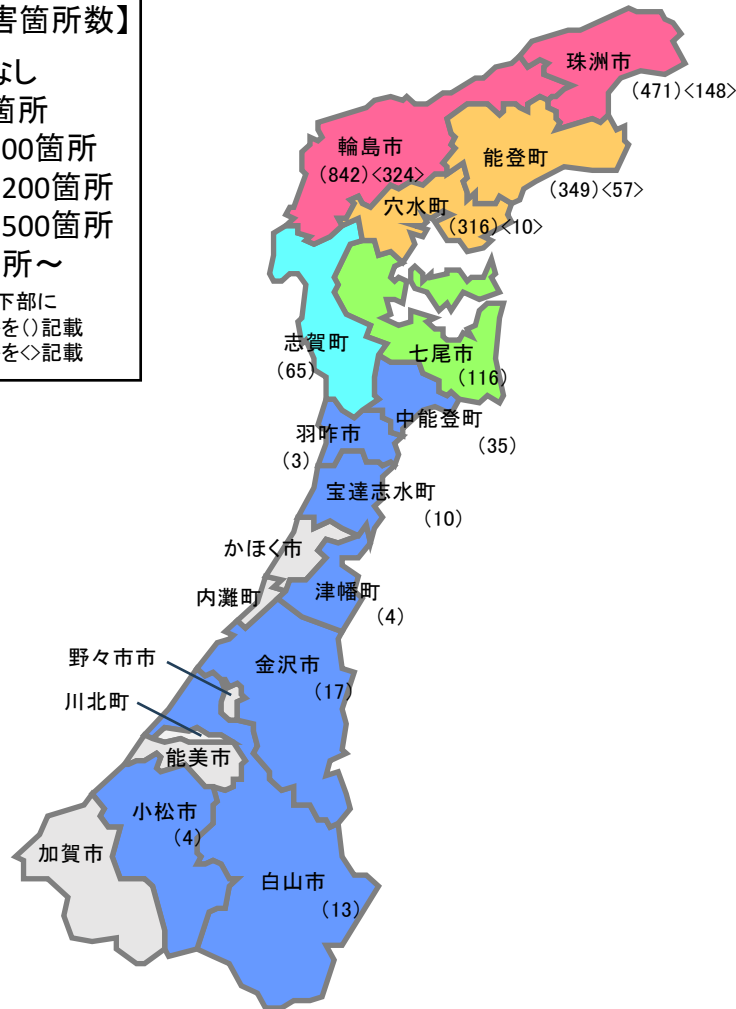 害箇所数】
なし
箇所
00箇所
200箇所
500箇所
所～
下部に
を()記載
を<>記載
珠洲市
(471)<148>
輪島市
(842)<324>
能登町
(349)<57>
穴水町
(316)<10>
志賀町
(65)
七尾市
(116)
中能登町
(35)
羽咋市
(3)
宝達志水町
(10)
かほく市
内灘町
津幡町
(4)
野々市市
金沢市
(17)
川北町
能美市
小松市
(4)
加賀市
白山市
(13)